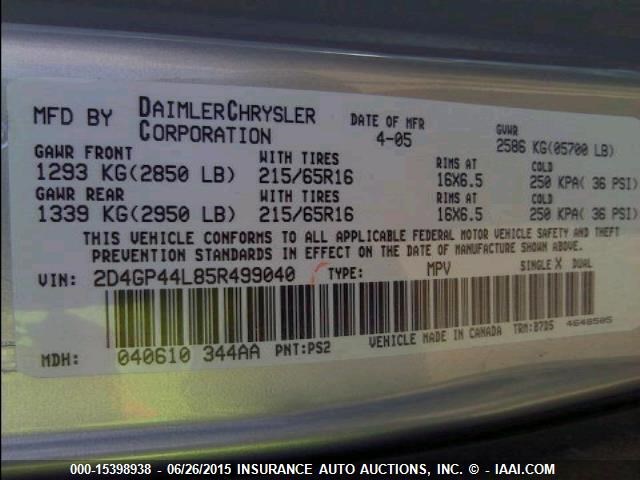 MFD BY DAIMLERCHRYSLER CORPORATION DATE OF MFR 4-05 GVWR 2586 KG(05700 LB)
GAWR FRONT WITH TIRES RIMS AT COLD
1293 KG(2850 LB) 215/65R16 16X6.5 250 KPA( 36 PSI)
GAWR REAR WITH TIRES RIMS AT COLD
1339 KG(2950 LB) 215/65R16 16X6.5 250 KPA( 36 PSI)
THIS VEHICLE CONFORMS TO ALL APPLICABLE FEDERAL MOTOR VEHICLE SAFETY AND THEFT
PREVENTION STANDARDS IN EFFECT ON THE DATE OF MANUFACTURE SHOWN ABOVE.
VIN: 2D4GP44L85R499040 TYPE: MPV SINGLE X DUAL
MDH: 040610 344AA PNT:PS2 VEHICLE MADE IN CANADA TRM:B7D5 4648505
000-15398938 - 06/26/2015 INSURANCE AUTO AUCTIONS, INC. - IAAI.COM